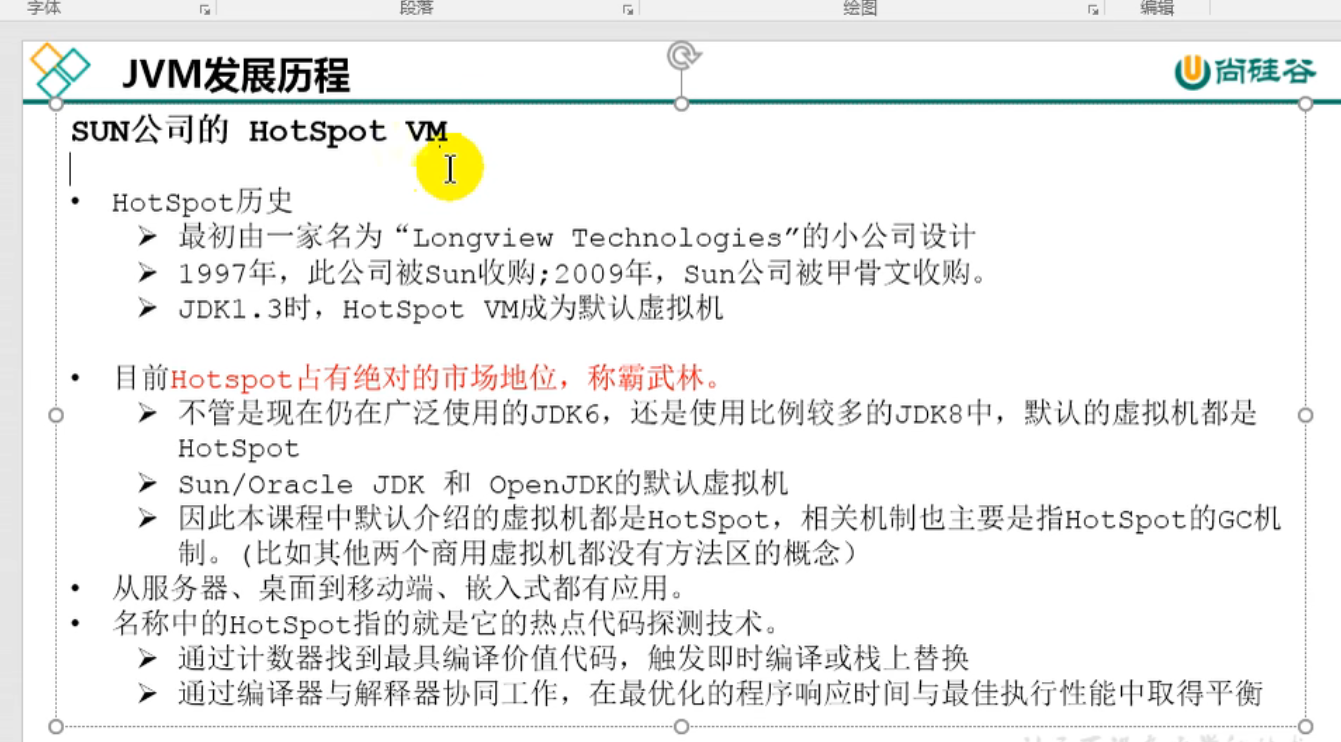 字体 段落 绘图 编辑
JVM发展历程
尚硅谷
SUN公司的 HotSpot VM
• HotSpot历史
➢ 最初由一家名为“Longview Technologies”的小公司设计
➢ 1997年，此公司被Sun收购;2009年，Sun公司被甲骨文收购。
➢ JDK1.3时，HotSpot VM成为默认虚拟机
• 目前Hotspot占有绝对的市场地位，称霸武林。
➢ 不管是现在仍在广泛使用的JDK6，还是使用比例较多的JDK8中，默认的虚拟机都是
HotSpot
➢ Sun/Oracle JDK 和 OpenJDK的默认虚拟机
➢ 因此本课程中默认介绍的虚拟机都是HotSpot，相关机制也主要是指HotSpot的GC机
制。(比如其他两个商用虚拟机都没有方法区的概念）
• 从服务器、桌面到移动端、嵌入式都有应用。
• 名称中的HotSpot指的就是它的热点代码探测技术。
➢ 通过计数器找到最具编译价值代码，触发即时编译或栈上替换
➢ 通过编译器与解释器协同工作，在最优化的程序响应时间与最佳执行性能中取得平衡